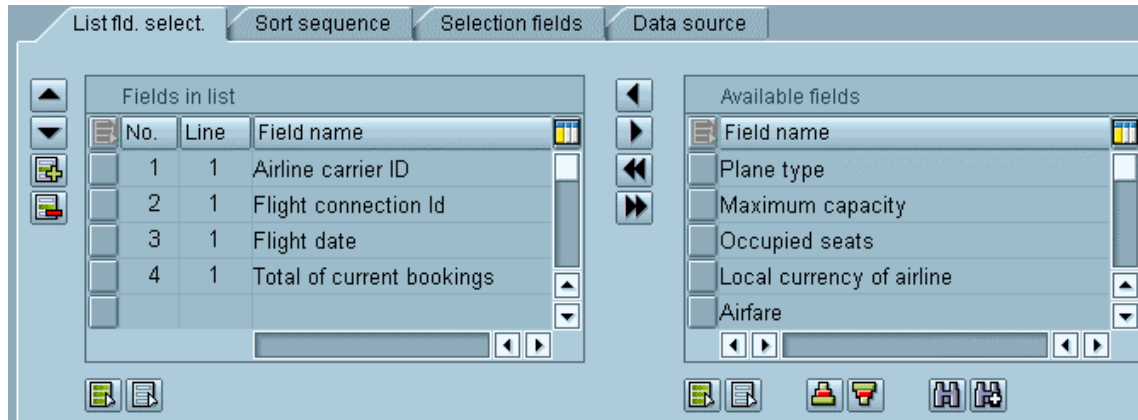 List fld. select. Sort sequence Selection fields Data source
Fields in list
No. Line Field name
1 1 Airline carrier ID
2 1 Flight connection Id
3 1 Flight date
4 1 Total of current bookings
Available fields
Field name
Plane type
Maximum capacity
Occupied seats
Local currency of airline
Airfare